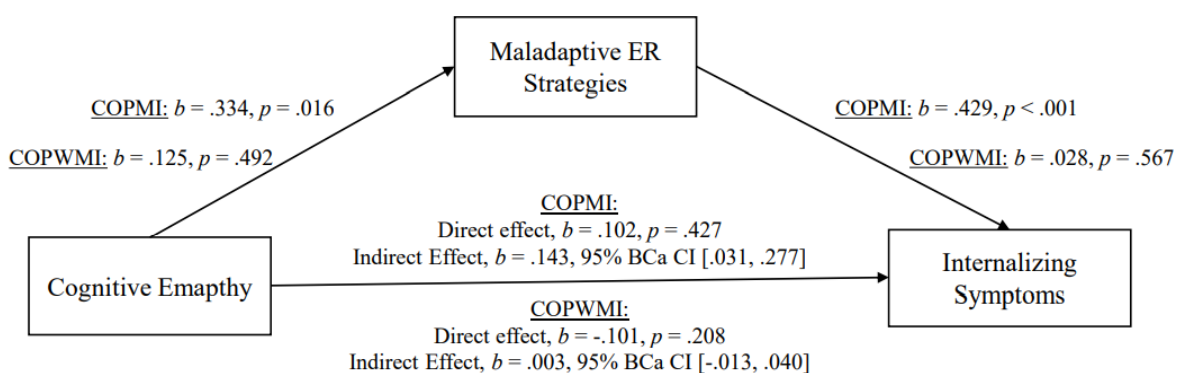 Maladaptive ER
Strategies
COPMI: b = .334, p = .016
COPMI: b = .429, p < .001
COPWMI: b = .125, p = .492
COPWMI: b = .028, p = .567
COPMI:
Direct effect, b = .102, p = .427
Indirect Effect, b = .143, 95% BCa CI [.031, .277]
Cognitive Emapthy
Internalizing
Symptoms
COPWMI:
Direct effect, b = -.101, p = .208
Indirect Effect, b = .003, 95% BCa CI [-.013, .040]